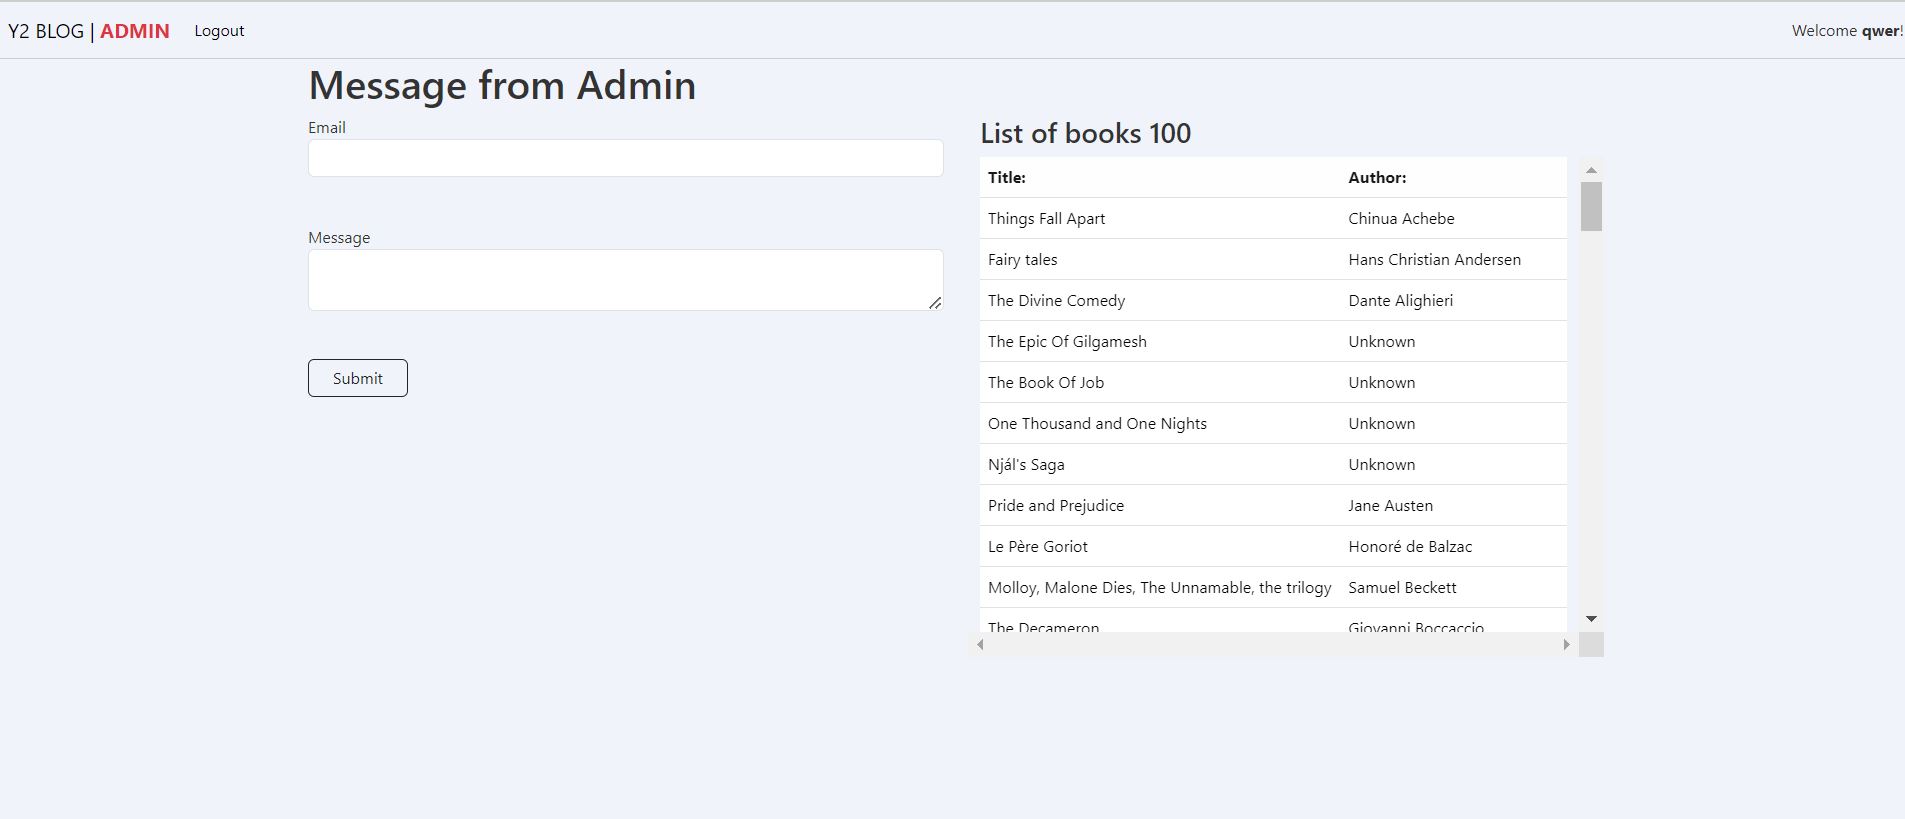 Y2 BLOG | ADMIN Logout Welcome qwer!
Message from Admin
Email
Message
Submit
List of books 100
Title: Author:
Things Fall Apart Chinua Achebe
Fairy tales Hans Christian Andersen
The Divine Comedy Dante Alighieri
The Epic Of Gilgamesh Unknown
The Book Of Job Unknown
One Thousand and One Nights Unknown
Njál's Saga Unknown
Pride and Prejudice Jane Austen
Le Père Goriot Honoré de Balzac
Molloy, Malone Dies, The Unnamable, the trilogy Samuel Beckett
The Decameron Giovanni Boccaccio